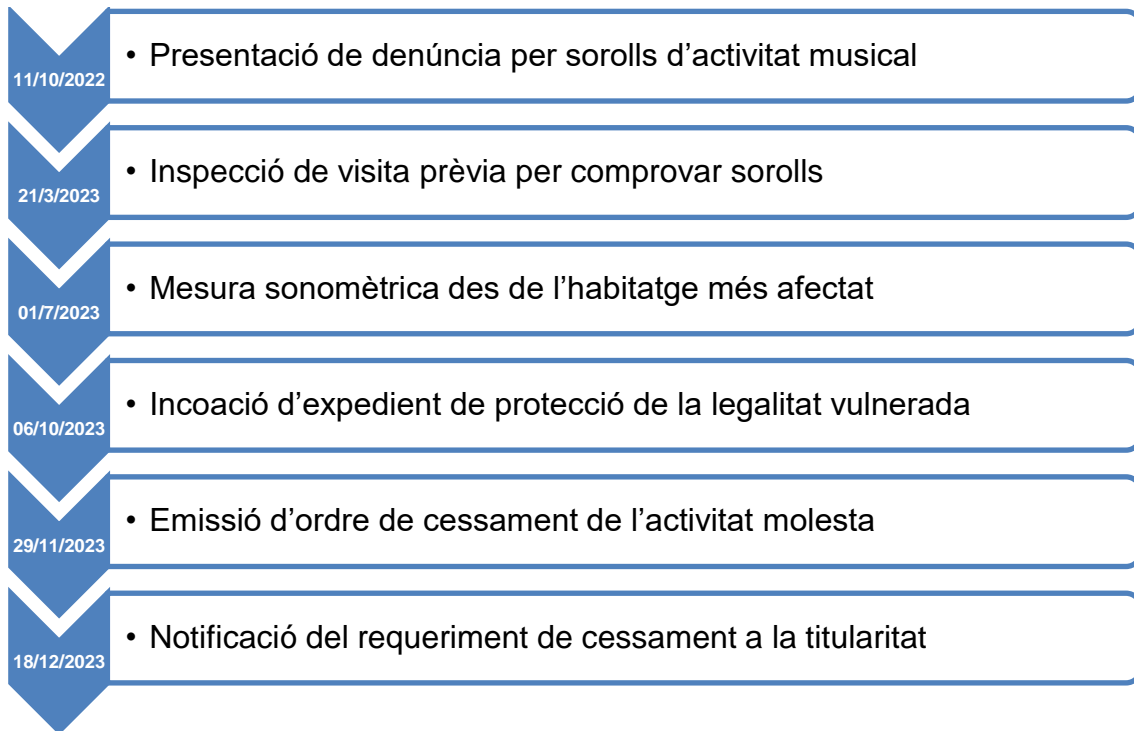 11/10/2022
• Presentació de denúncia per sorolls d’activitat musical
21/3/2023
• Inspecció de visita prèvia per comprovar sorolls
01/7/2023
• Mesura sonomètrica des de l’habitatge més afectat
06/10/2023
• Incoació d’expedient de protecció de la legalitat vulnerada
29/11/2023
• Emissió d’ordre de cessament de l’activitat molesta
18/12/2023
• Notificació del requeriment de cessament a la titularitat